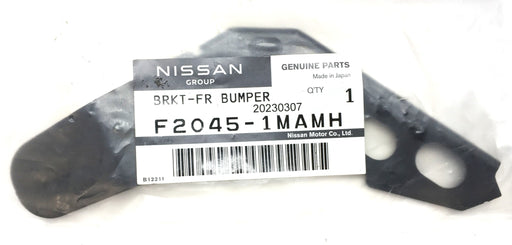 NISSAN
GROUP
GENUINE PARTS
Made in Japan
BRKT-FR BUMPER
QTY
1
20230307
F2045-1MAMH
Nissan Motor Co., Ltd.
B12211